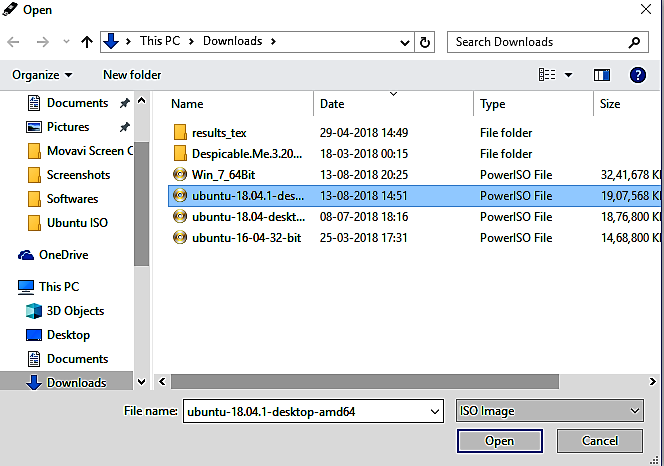 Open
This PC > Downloads >
Search Downloads
Organize
New folder
?
Documents
Pictures
Movavi Screen C
Screenshots
Softwares
Ubuntu ISO
OneDrive
This PC
3D Objects
Desktop
Documents
Downloads
Name Date Type Size
results_tex 29-04-2018 14:49 File folder
Despicable.Me.3.20... 18-03-2018 00:15 File folder
Win_7_64Bit 13-08-2018 20:25 PowerISO File 32,41,678 K
ubuntu-18.04.1-des... 13-08-2018 14:51 PowerISO File 19,07,568 K
ubuntu-18.04-deskt... 08-07-2018 18:16 PowerISO File 18,76,800 K
ubuntu-16-04-32-bit 25-03-2018 17:31 PowerISO File 14,68,800 K
File name: ubuntu-18.04.1-desktop-amd64 ISO Image
Open Cancel